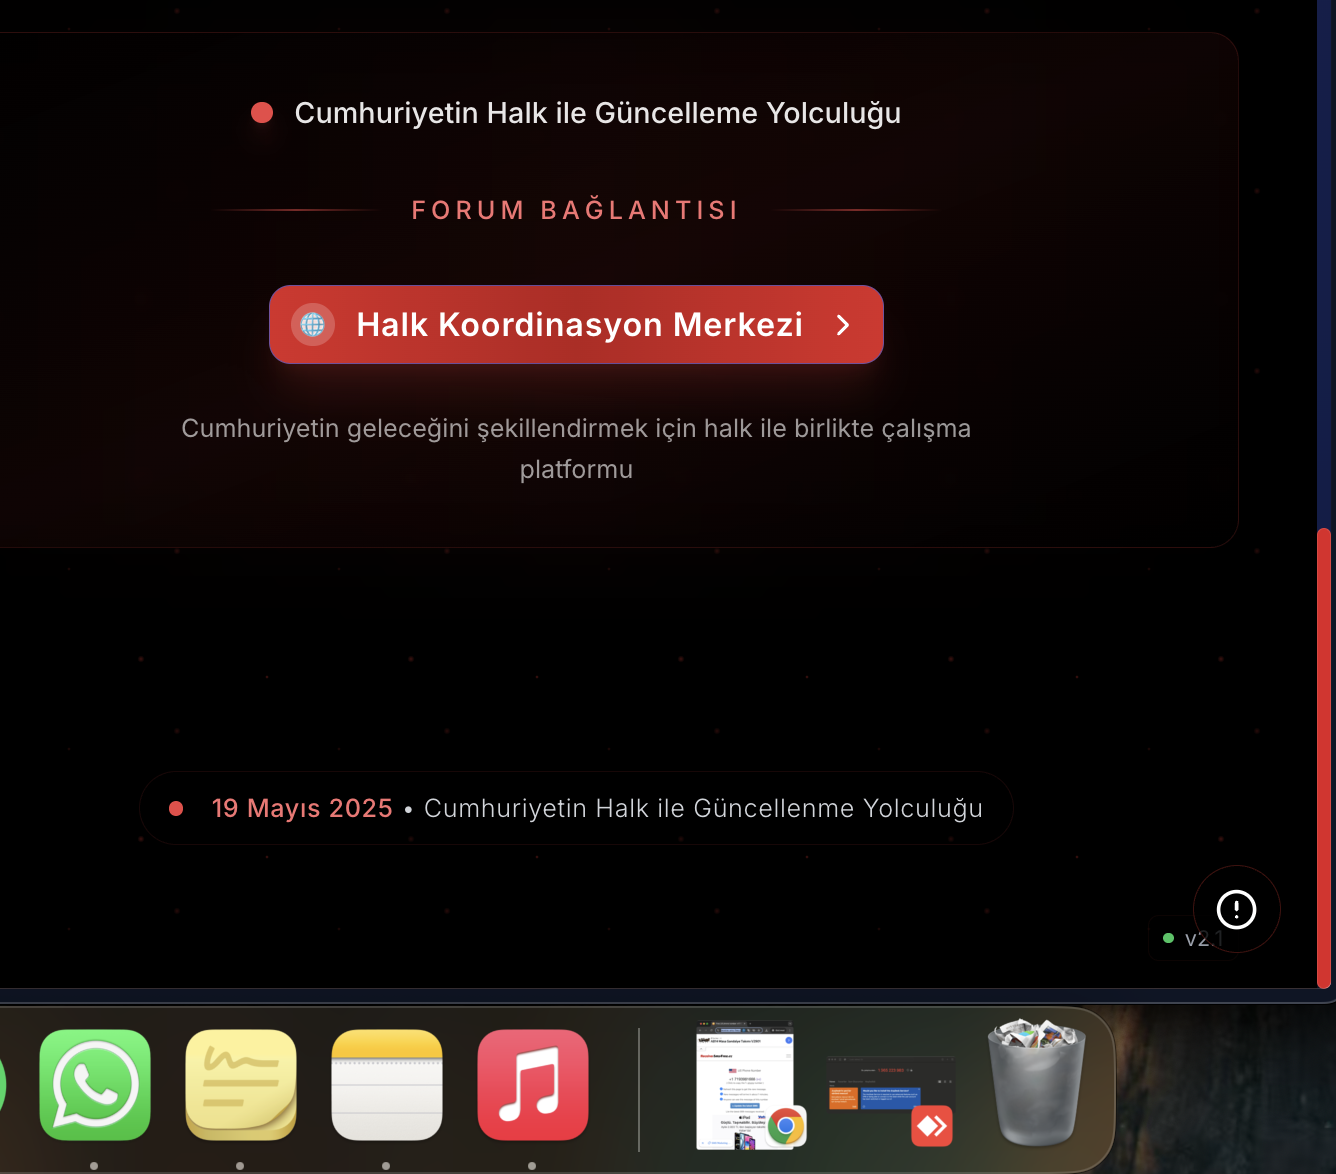 Cumhuriyetin Halk ile Güncelleme Yolculuğu
FORUM BAĞLANTISI
Halk Koordinasyon Merkezi
Cumhuriyetin geleceğini şekillendirmek için halk ile birlikte çalışma
platformu
19 Mayıs 2025 • Cumhuriyetin Halk ile Güncellenme Yolculuğu
v2.1